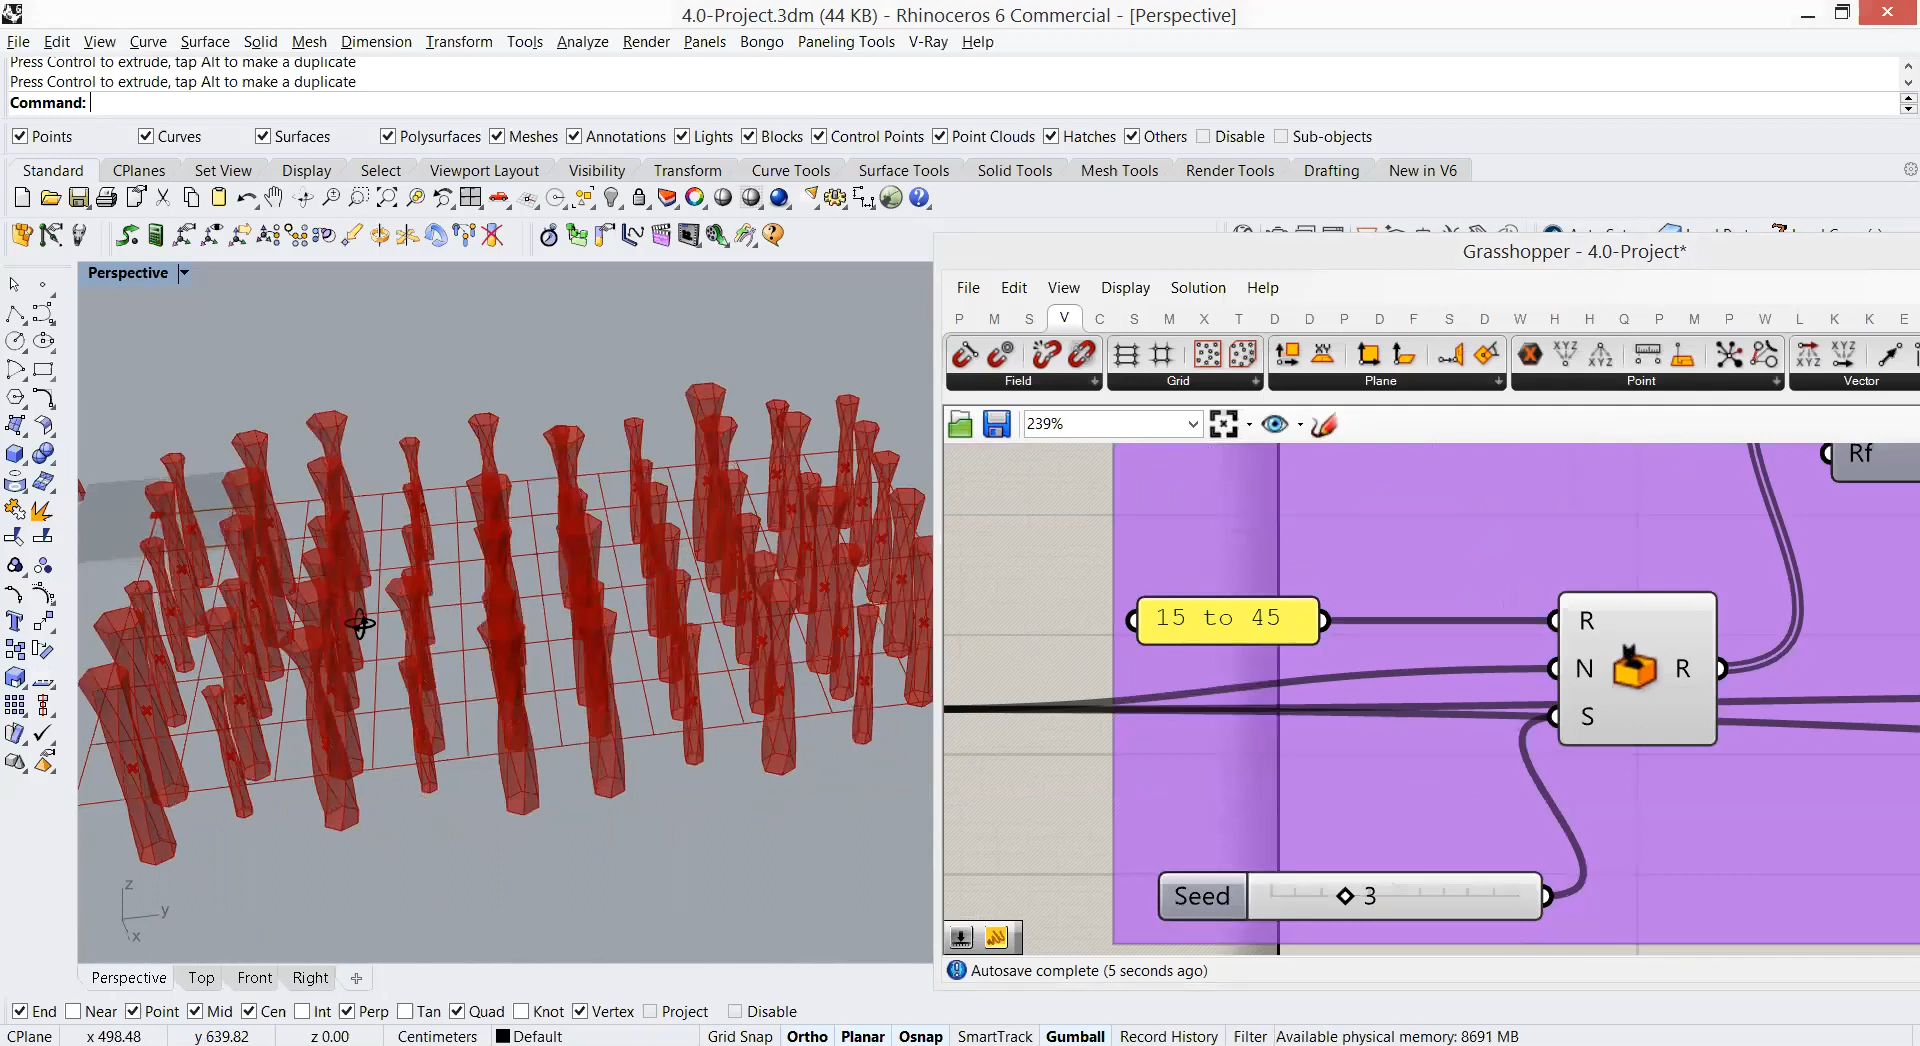 4.0-Project.3dm (44 KB) - Rhinoceros 6 Commercial - [Perspective]
File Edit View Curve Surface Solid Mesh Dimension Transform Tools Analyze Render Panels Bongo Paneling Tools V-Ray Help
Press Control to extrude, tap Alt to make a duplicate
Press Control to extrude, tap Alt to make a duplicate
Command:
Points Curves Surfaces Polysurfaces Meshes Annotations Lights Blocks Control Points Point Clouds Hatches Others Disable Sub-objects
Standard CPlanes Set View Display Select Viewport Layout Visibility Transform Curve Tools Surface Tools Solid Tools Mesh Tools Render Tools Drafting New in V6
Perspective
Grasshopper - 4.0-Project*
File Edit View Display Solution Help
P M S V C S M X T D D P D F S D W H H Q P M P W L K K E
Field Grid Plane Point Vector
239%
Rf
15 to 45
R
N R
S
Seed 3
z
y
x
Autosave complete (5 seconds ago)
Perspective Top Front Right
End Near Point Mid Cen Int Perp Tan Quad Knot Vertex Project Disable
CPlane x 498.48 y 639.82 z 0.00 Centimeters Default Grid Snap Ortho Planar Osnap SmartTrack Gumball Record History Filter Available physical memory: 8691 MB